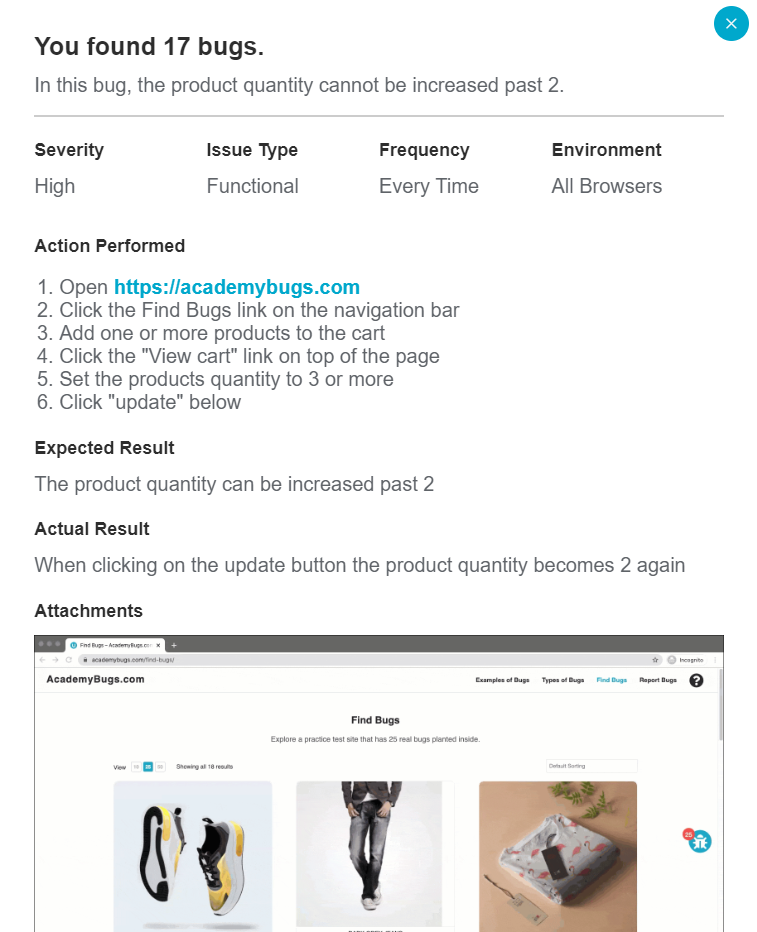 You found 17 bugs.
In this bug, the product quantity cannot be increased past 2.
Severity
Issue Type
Frequency
Environment
High
Functional
Every Time
All Browsers
Action Performed
1. Open https://academybugs.com
2. Click the Find Bugs link on the navigation bar
3. Add one or more products to the cart
4. Click the "View cart" link on top of the page
5. Set the products quantity to 3 or more
6. Click "update" below
Expected Result
The product quantity can be increased past 2
Actual Result
When clicking on the update button the product quantity becomes 2 again
Attachments
Find Bugs – AcademyBugs.co
academybugs.com/find-bugs/
Incognito
AcademyBugs.com
Examples of Bugs
Types of Bugs
Find Bugs
Report Bugs
?
Find Bugs
Explore a practice test site that has 25 real bugs planted inside.
View
Showing all 18 results
Default Sorting
25